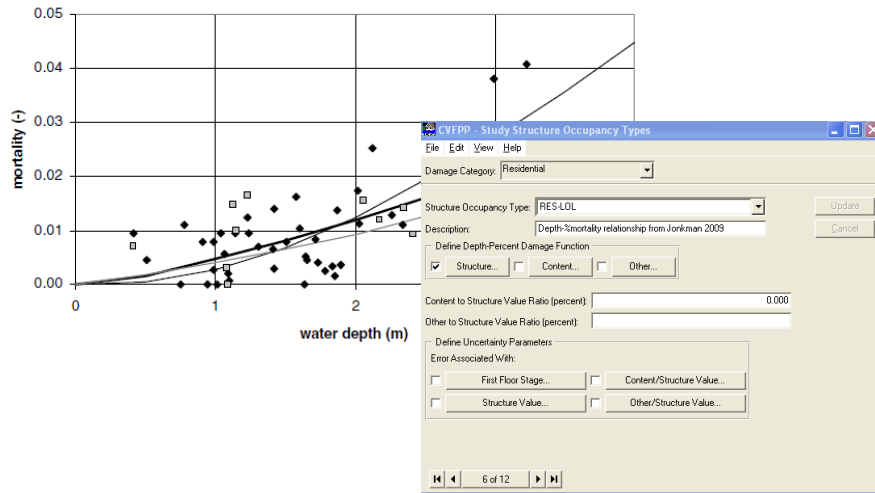 0.05
0.04
0.03
0.02
0.01
0.00
mortality (-)
0
1
2
water depth (m)
CVFPP - Study Structure Occupancy Types
File Edit View Help
Damage Category: Residential
Structure Occupancy Type: RES-LOL
Update
Description: Depth-%mortality relationship from Jonkman 2009
Cancel
Define Depth-Percent Damage Function
Structure... Content... Other...
Content to Structure Value Ratio (percent): 0.000
Other to Structure Value Ratio (percent):
Define Uncertainty Parameters
Error Associated With:
First Floor Stage... Content/Structure Value...
Structure Value... Other/Structure Value...
6 of 12